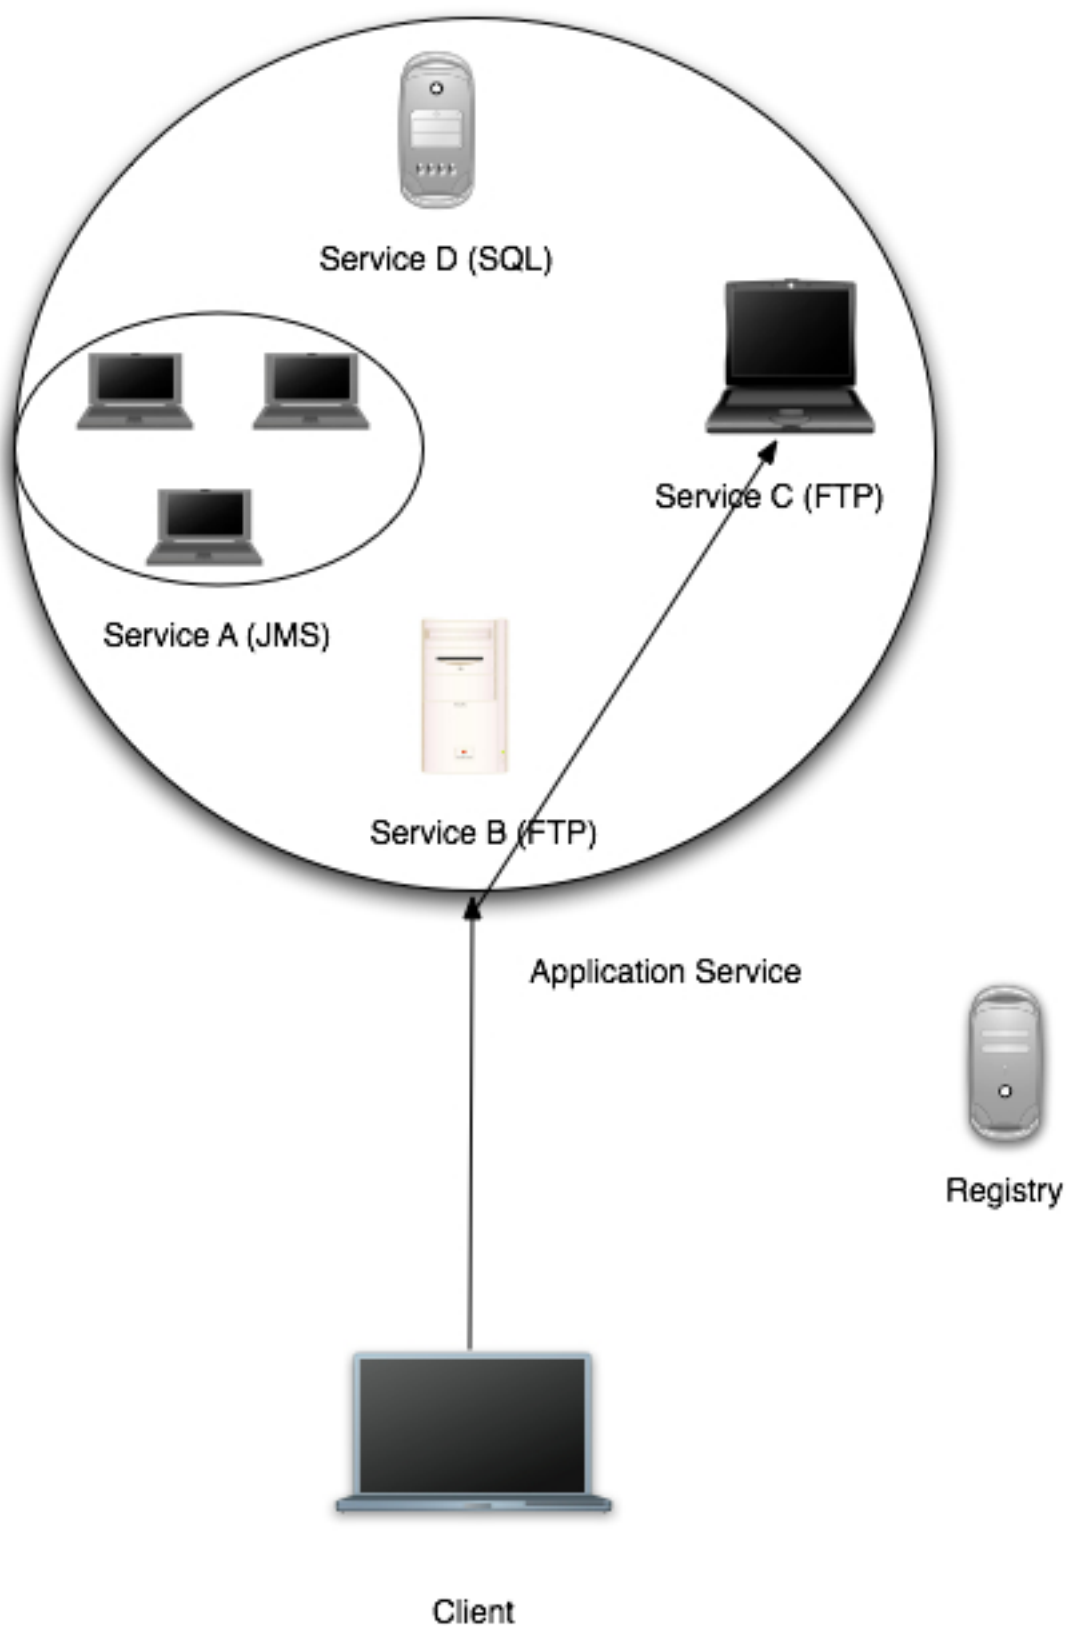 Service D (SQL)
Service C (FTP)
Service A (JMS)
Service B (FTP)
Application Service
Registry
Client